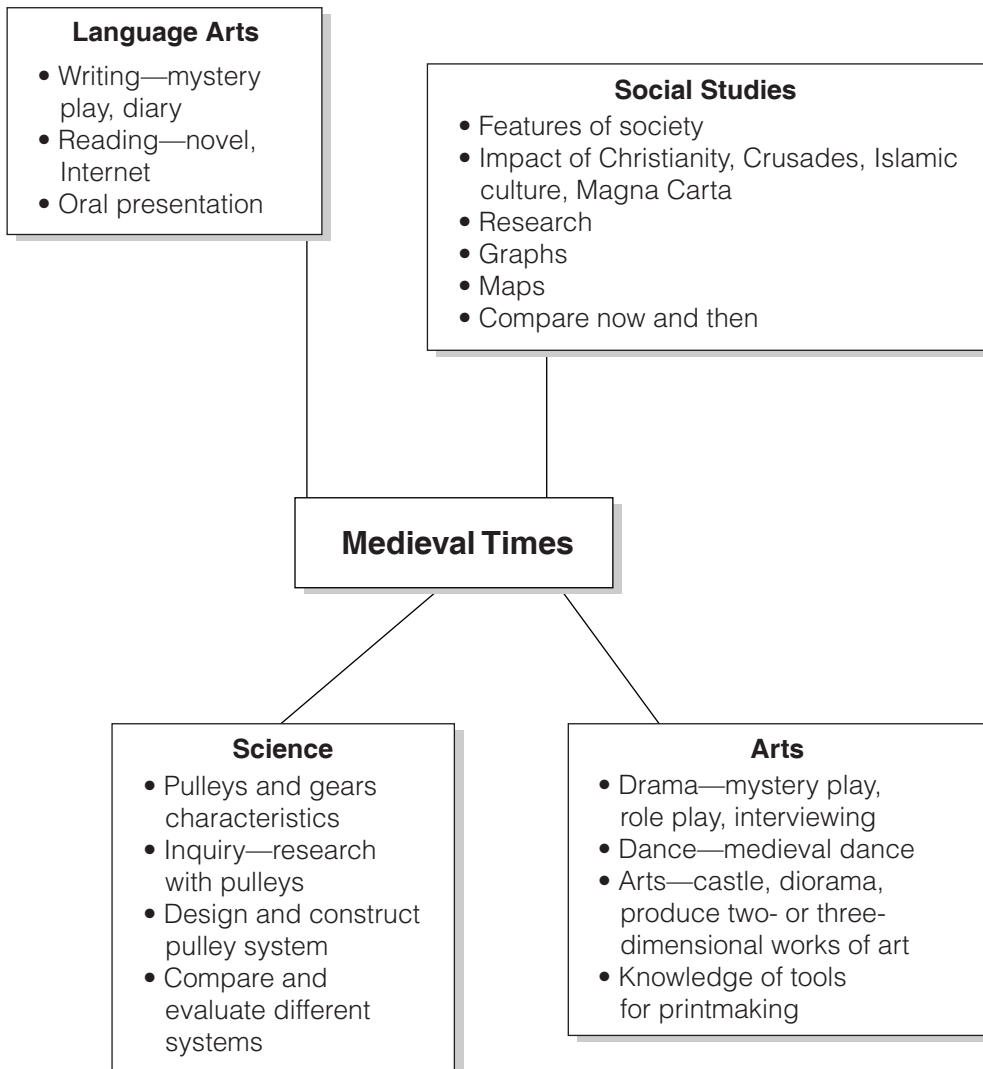 Language Arts
• Writing—mystery
play, diary
• Reading—novel,
Internet
• Oral presentation
Social Studies
• Features of society
• Impact of Christianity, Crusades, Islamic
culture, Magna Carta
• Research
• Graphs
• Maps
• Compare now and then
Medieval Times
Science
• Pulleys and gears
characteristics
• Inquiry—research
with pulleys
• Design and construct
pulley system
• Compare and
evaluate different
systems
Arts
• Drama—mystery play,
role play, interviewing
• Dance—medieval dance
• Arts—castle, diorama,
produce two- or three-
dimensional works of art
• Knowledge of tools
for printmaking